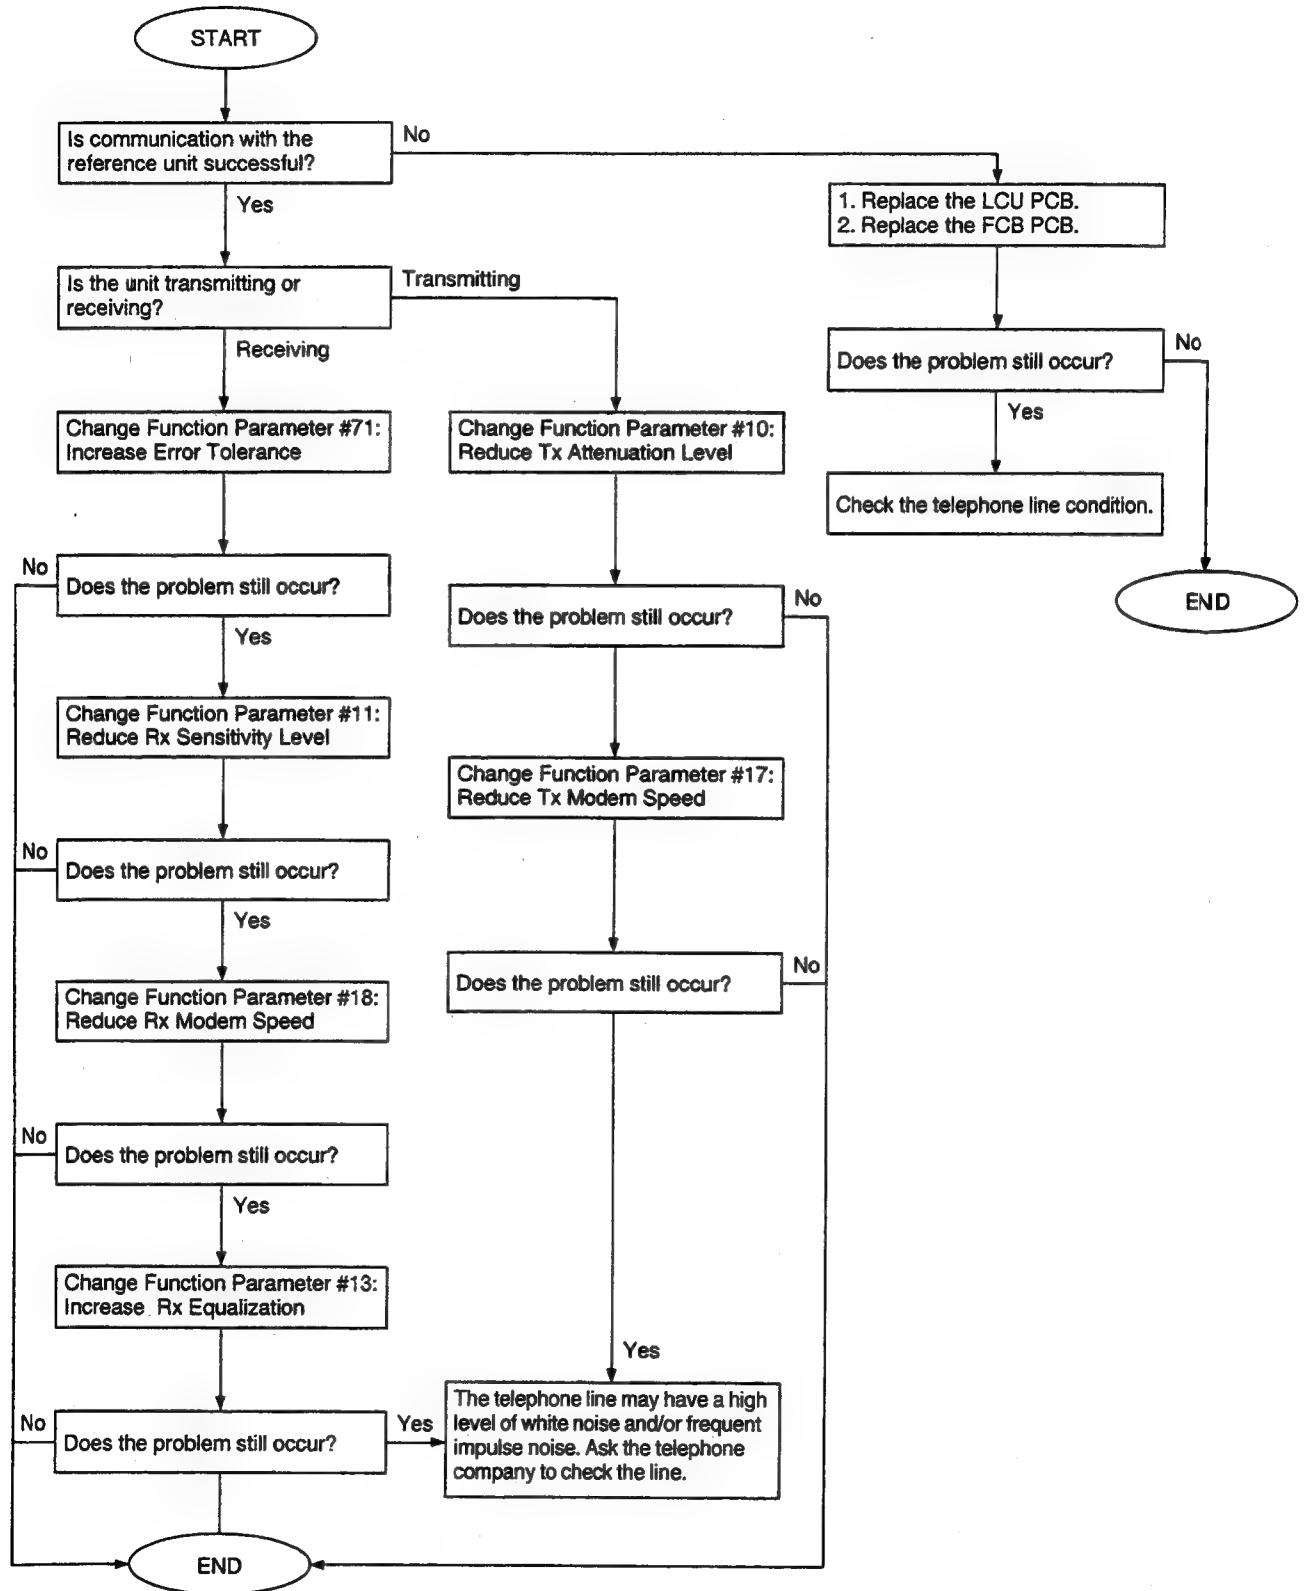 START
Is communication with the
reference unit successful?
No
Yes
1. Replace the LCU PCB.
2. Replace the FCB PCB.
Is the unit transmitting or
receiving?
Transmitting
Receiving
Does the problem still occur?
No
Yes
Check the telephone line condition.
END
Change Function Parameter #71:
Increase Error Tolerance
Change Function Parameter #10:
Reduce Tx Attenuation Level
No
Does the problem still occur?
Yes
Does the problem still occur?
No
Change Function Parameter #11:
Reduce Rx Sensitivity Level
Change Function Parameter #17:
Reduce Tx Modem Speed
No
Does the problem still occur?
Yes
Does the problem still occur?
No
Change Function Parameter #18:
Reduce Rx Modem Speed
No
Does the problem still occur?
Yes
Change Function Parameter #13:
Increase Rx Equalization
Yes
No
Does the problem still occur?
Yes
The telephone line may have a high
level of white noise and/or frequent
impulse noise. Ask the telephone
company to check the line.
END